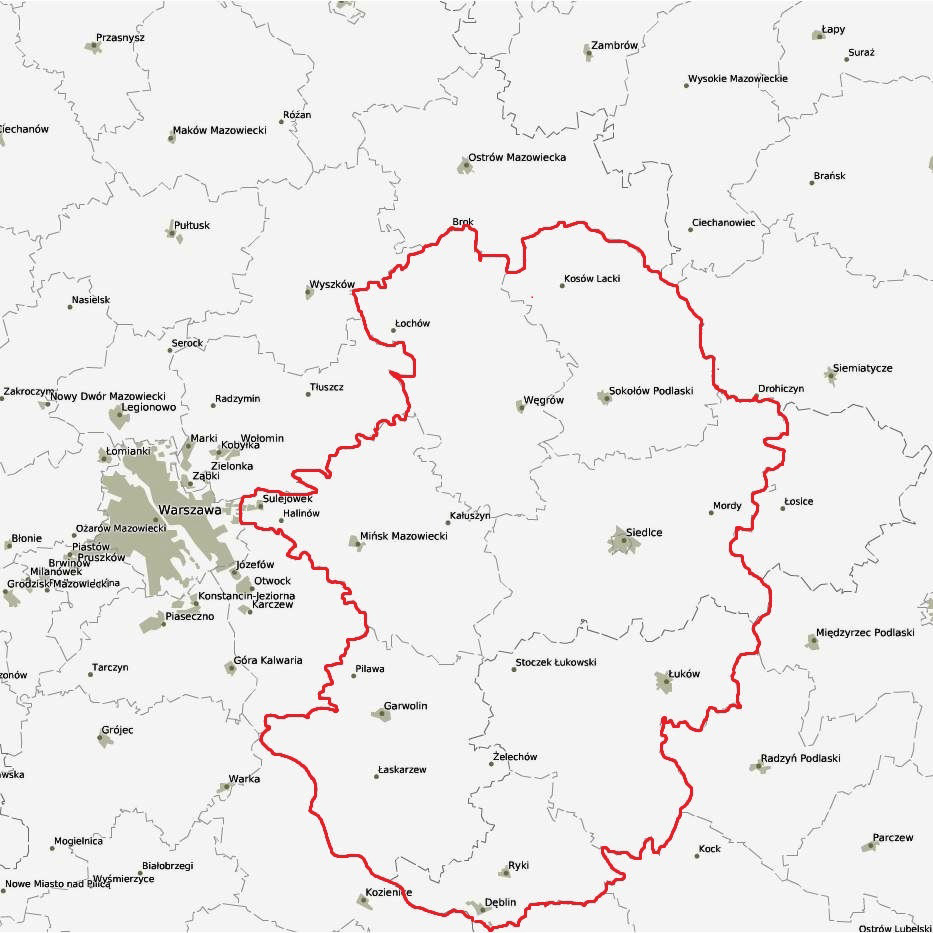 Przasnysz
Zambrów
Łapy
Suraż
Wysokie Mazowieckie
Różan
Ciechanów
Maków Mazowiecki
Ostrów Mazowiecka
Brańsk
Pułtusk
Brok
Ciechanowiec
Wyszków
Kosów Lacki
Nasielsk
Łochów
Serock
Siemiatycze
Tłuszcz
Drohiczyn
Zakroczym
Nowy Dwór Mazowiecki
Radzymin
Sokołów Podlaski
Legionowo
Węgrów
Marki
Wołomin
Kobyłka
Łomianki
Zielonka
Ząbki
Sulejówek
Warszawa
Halinów
Mordy
Łosice
Kałuszyn
Ożarów Mazowiecki
Błonie
Mińsk Mazowiecki
Siedlce
Piastów
Pruszków
Brwinów
Józefów
Milanówek
Otwock
Grodzisk Mazowiecki
Konstancin-Jeziorna
Karczew
Piaseczno
Międzyrzec Podlaski
Góra Kalwaria
Stoczek Łukowski
Tarczyn
Pilawa
Łuków
Garwolin
Grójec
Żelechów
Radzyń Podlaski
Łaskarzew
Warka
Mogielnica
Parczew
Kock
Białobrzegi
Ryki
Wyśmierzyce
Nowe Miasto nad Pilicą
Kozienice
Dęblin
Ostrów Lubelski